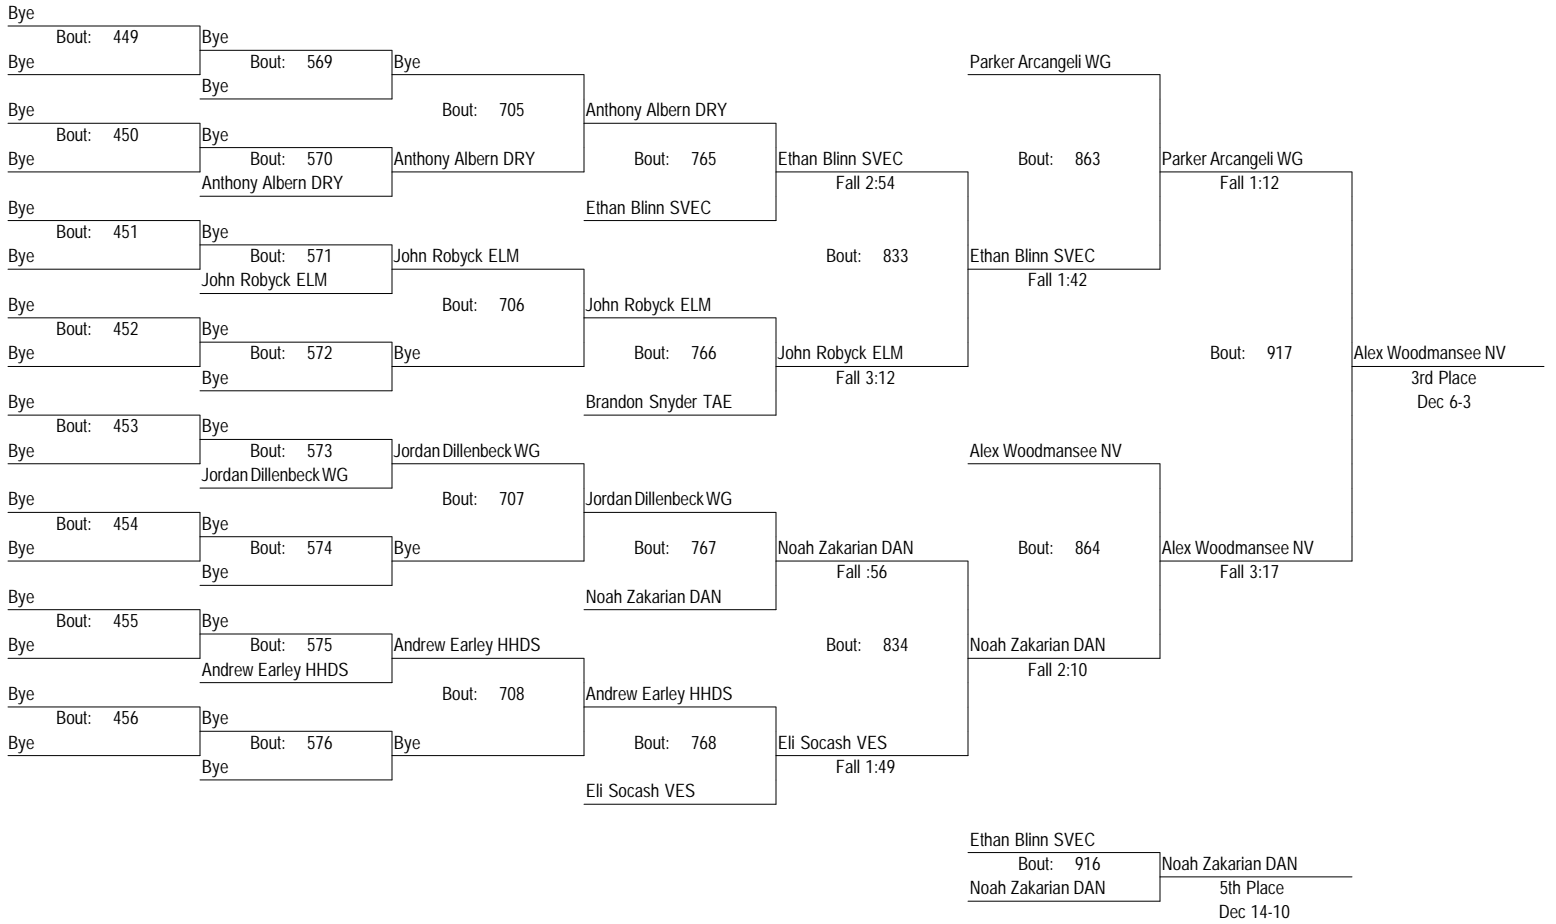 Bye
Bout: 449 Bye
Bye Bout: 569 Bye Parker Arcangeli WG
Bye
Bye Bout: 705 Anthony Albern DRY
Bout: 450 Bye
Bye Bout: 570 Anthony Albern DRY Bout: 765 Ethan Blinn SVEC Bout: 863 Parker Arcangeli WG
Anthony Albern DRY Fall 2:54 Fall 1:12
Bye Ethan Blinn SVEC
Bout: 451 Bye
Bye Bout: 571 John Robyck ELM Bout: 833 Ethan Blinn SVEC
John Robyck ELM Fall 1:42
Bye Bout: 706 John Robyck ELM
Bout: 452 Bye
Bye Bout: 572 Bye Bout: 766 John Robyck ELM Bout: 917 Alex Woodmansee NV
Bye Fall 3:12 3rd Place
Bye Brandon Snyder TAE Dec 6-3
Bout: 453 Bye
Bye Bout: 573 Jordan Dillenbeck WG Alex Woodmansee NV
Jordan Dillenbeck WG
Bye Bout: 707 Jordan Dillenbeck WG
Bout: 454 Bye
Bye Bout: 574 Bye Bout: 767 Noah Zakarian DAN Bout: 864 Alex Woodmansee NV
Bye Fall :56 Fall 3:17
Bye Noah Zakarian DAN
Bout: 455 Bye
Bye Bout: 575 Andrew Earley HHDS Bout: 834 Noah Zakarian DAN
Andrew Earley HHDS Fall 2:10
Bye Bout: 708 Andrew Earley HHDS
Bout: 456 Bye
Bye Bout: 576 Bye Bout: 768 Eli Socash VES
Bye Fall 1:49
Eli Socash VES
Ethan Blinn SVEC
Bout: 916 Noah Zakarian DAN
Noah Zakarian DAN 5th Place
Dec 14-10